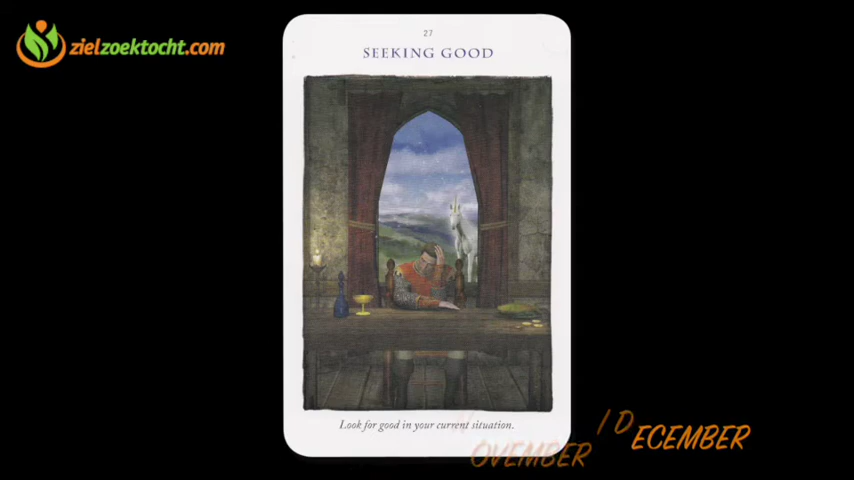 zielzoektocht.com
27
SEEKING GOOD
Look for good in your current situation.
OVEMBER
DECEMBER